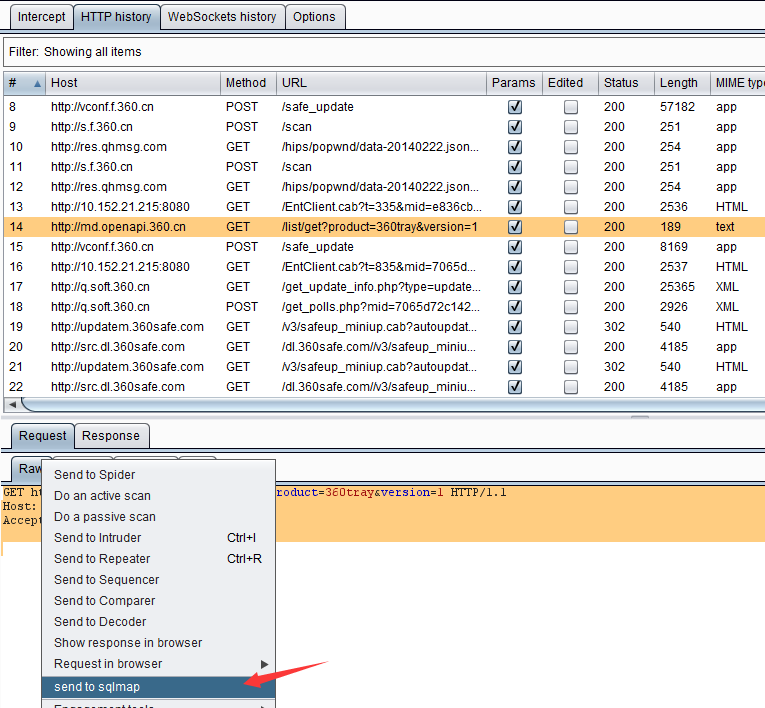 Intercept HTTP history WebSockets history Options
Filter: Showing all items
# Host Method URL Params Edited Status Length MIME type
8 http://vconf.f.360.cn POST /safe_update 200 57182 app
9 http://s.f.360.cn POST /scan 200 251 app
10 http://res.qhmsg.com GET /hips/popwnd/data-20140222.json... 200 254 app
11 http://s.f.360.cn POST /scan 200 251 app
12 http://res.qhmsg.com GET /hips/popwnd/data-20140222.json... 200 254 app
13 http://10.152.21.215:8080 GET /EntClient.cab?t=335&mid=e836cb... 200 2536 HTML
14 http://md.openapi.360.cn GET /list/get?product=360tray&version=1 200 189 text
15 http://vconf.f.360.cn POST /safe_update 200 8169 app
16 http://10.152.21.215:8080 GET /EntClient.cab?t=835&mid=7065d... 200 2537 HTML
17 http://q.soft.360.cn GET /get_update_info.php?type=update... 200 25365 XML
18 http://q.soft.360.cn POST /get_polls.php?mid=7065d72c142... 200 2926 XML
19 http://updatem.360safe.com GET /v3/safeup_miniup.cab?autoupdat... 302 540 HTML
20 http://src.dl.360safe.com GET /dl.360safe.com//v3/safeup_miniu... 200 4185 app
21 http://updatem.360safe.com GET /v3/safeup_miniup.cab?autoupdat... 302 540 HTML
22 http://src.dl.360safe.com GET /dl.360safe.com//v3/safeup_miniu... 200 4185 app
Request Response
Raw
GET ht roduct=360tray&version=1 HTTP/1.1
Host:
Accept
Send to Spider
Do an active scan
Do a passive scan
Send to Intruder Ctrl+I
Send to Repeater Ctrl+R
Send to Sequencer
Send to Comparer
Send to Decoder
Show response in browser
Request in browser
send to sqlmap
Engagement tools